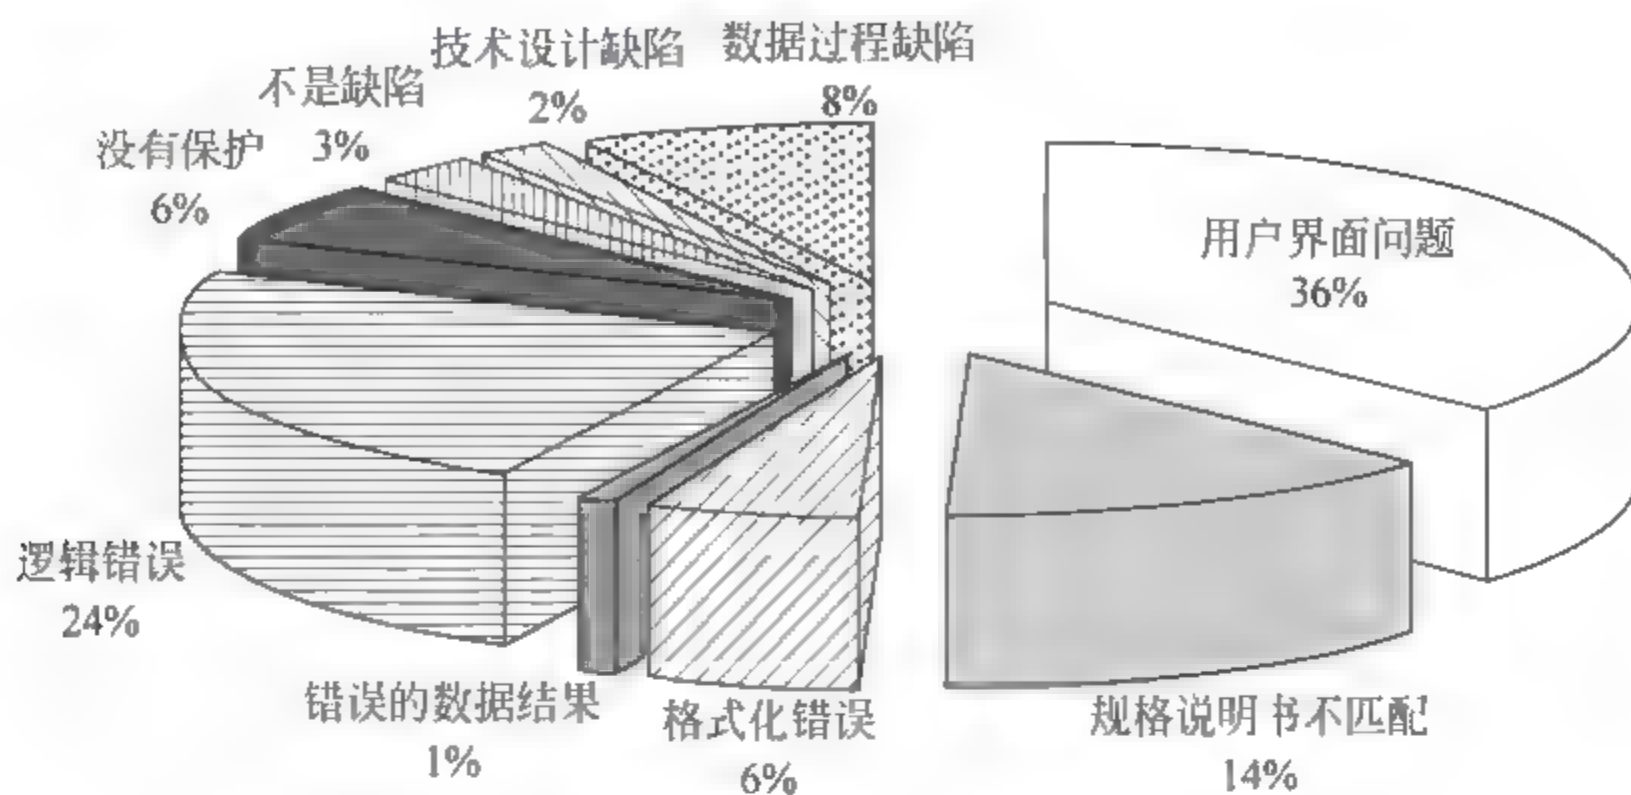 技术设计缺陷
2%
数据过程缺陷
8%
不是缺陷
3%
没有保护
6%
用户界面问题
36%
逻辑错误
24%
错误的数据结果
1%
格式化错误
6%
规格说明书不匹配
14%